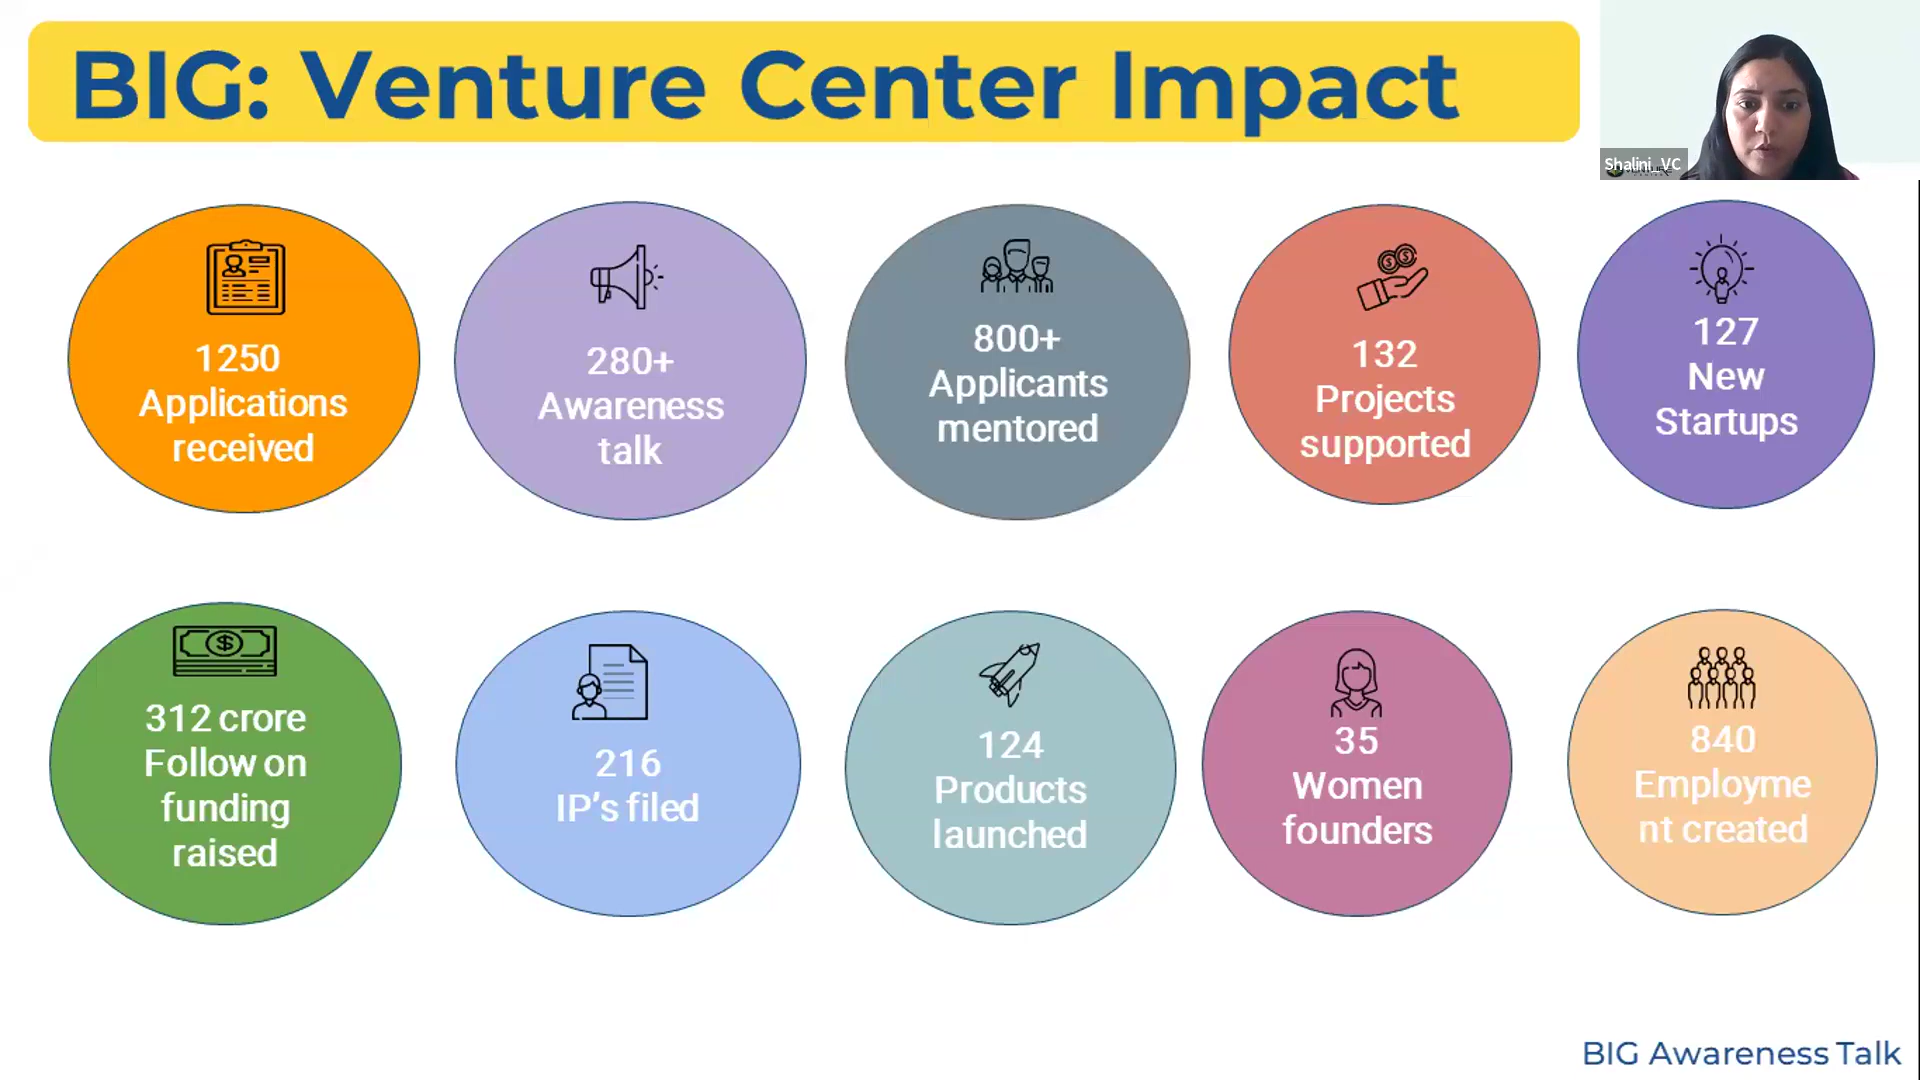 BIG: Venture Center Impact
Shalini_VC
1250
Applications
received
280+
Awareness
talk
800+
Applicants
mentored
132
Projects
supported
127
New
Startups
312 crore
Follow on
funding
raised
216
IP's filed
124
Products
launched
35
Women
founders
840
Employme
nt created
BIG Awareness Talk